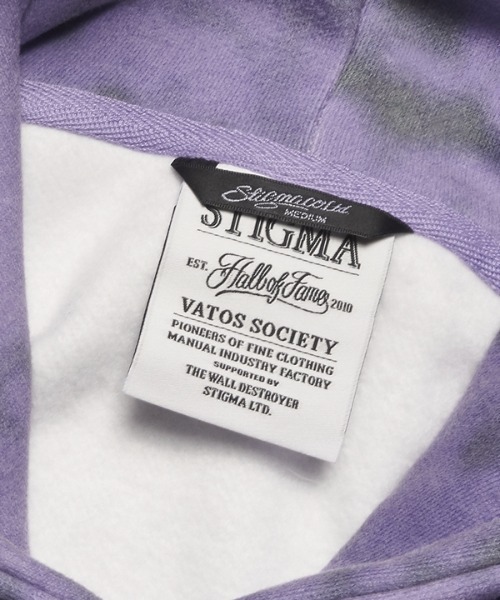 Stigmacoltd
MEDIUM
STIGMA
EST. Hall of Fame 2010
VATOS SOCIETY
PIONEERS OF FINE CLOTHING
MANUAL INDUSTRY FACTORY
SUPPORTED BY
THE WALL DESTROYER
STIGMA LTD.